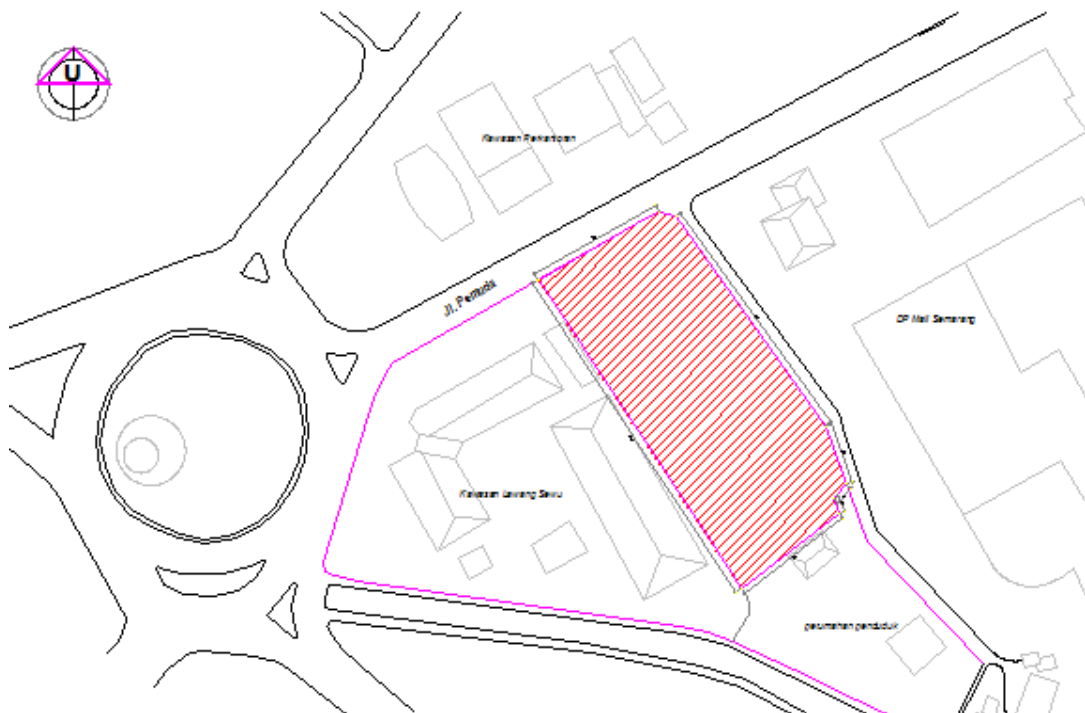 U
Kawasan Perkantoran
Jl. Pemuda
DP Mall Semarang
Kawasan Lawang Sewu
perumahan penduduk